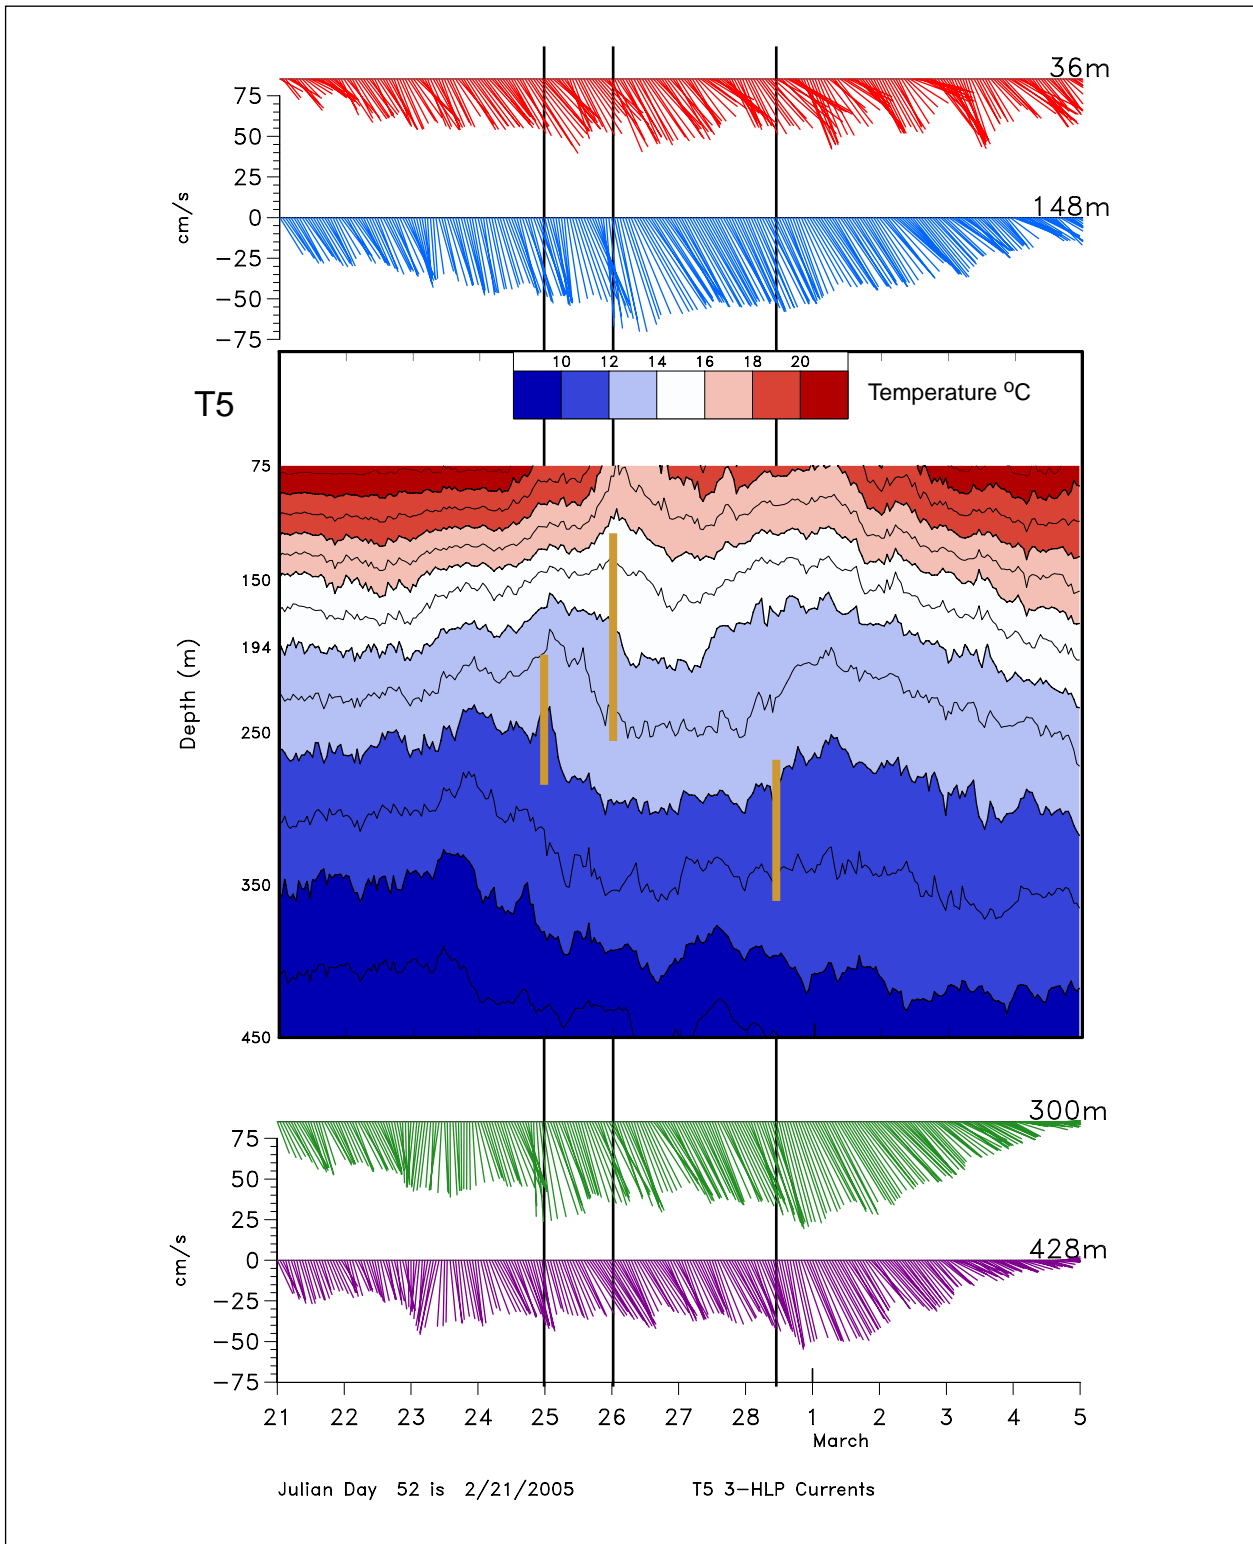 36m
75
50
25
0
−25
−50
−75
cm/s
148m
10 12 14 16 18 20
Temperature °C
T5
75
150
194
250
350
450
Depth (m)
300m
75
50
25
0
−25
−50
−75
cm/s
428m
21 22 23 24 25 26 27 28 1 2 3 4 5
March
Julian Day 52 is 2/21/2005 T5 3−HLP Currents